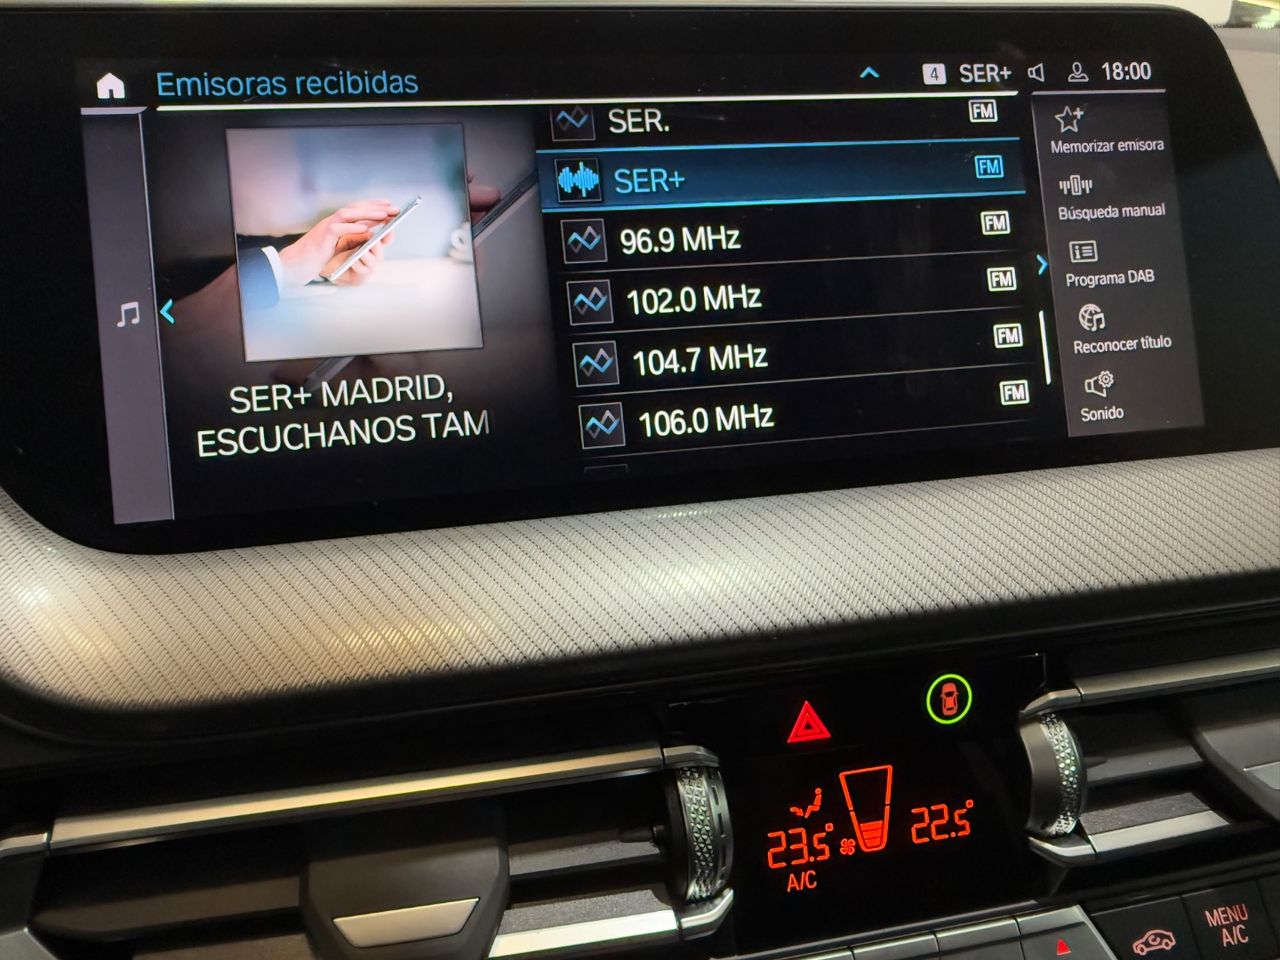 Emisoras recibidas
4 SER+ 18:00
SER. FM
SER+ FM
96.9 MHz FM
102.0 MHz FM
104.7 MHz FM
106.0 MHz FM
SER+ MADRID,
ESCUCHANOS TAM
Memorizar emisora
Búsqueda manual
Programa DAB
Reconocer título
Sonido
23.5° 22.5°
A/C
MENU
A/C